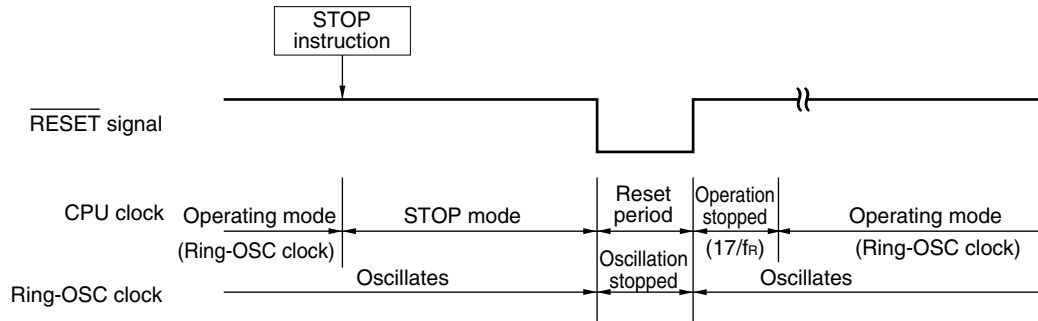 STOP
instruction
RESET signal
CPU clock
Operating mode
(Ring-OSC clock)
STOP mode
Reset
period
Operation
stopped
(17/fR)
Operating mode
(Ring-OSC clock)
Ring-OSC clock
Oscillates
Oscillation
stopped
Oscillates